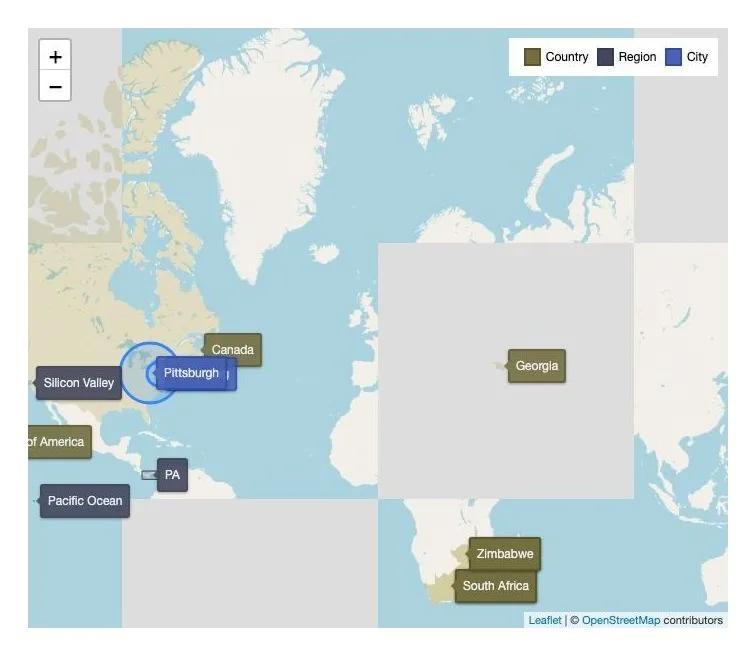 +
−
Country Region City
Canada
Pittsburgh
Georgia
Silicon Valley
of America
PA
Pacific Ocean
Zimbabwe
South Africa
Leaflet | © OpenStreetMap contributors